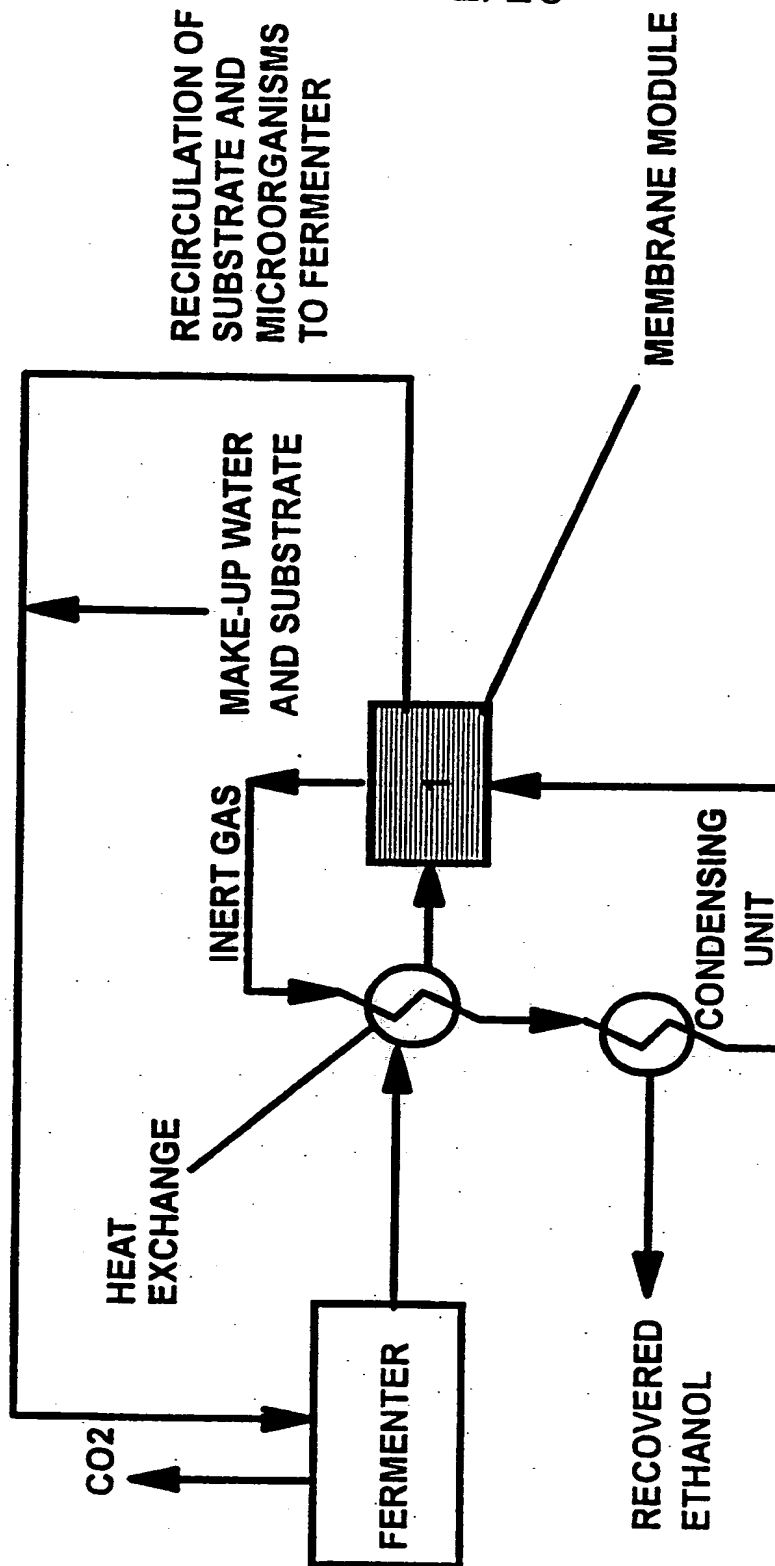 RECIRCULATION OF
SUBSTRATE AND
MICROORGANISMS
TO FERMENTER
MAKE-UP WATER
AND SUBSTRATE
INERT GAS
MEMBRANE MODULE
HEAT
EXCHANGE
CO2
FERMENTER
CONDENSING
UNIT
RECOVERED
ETHANOL